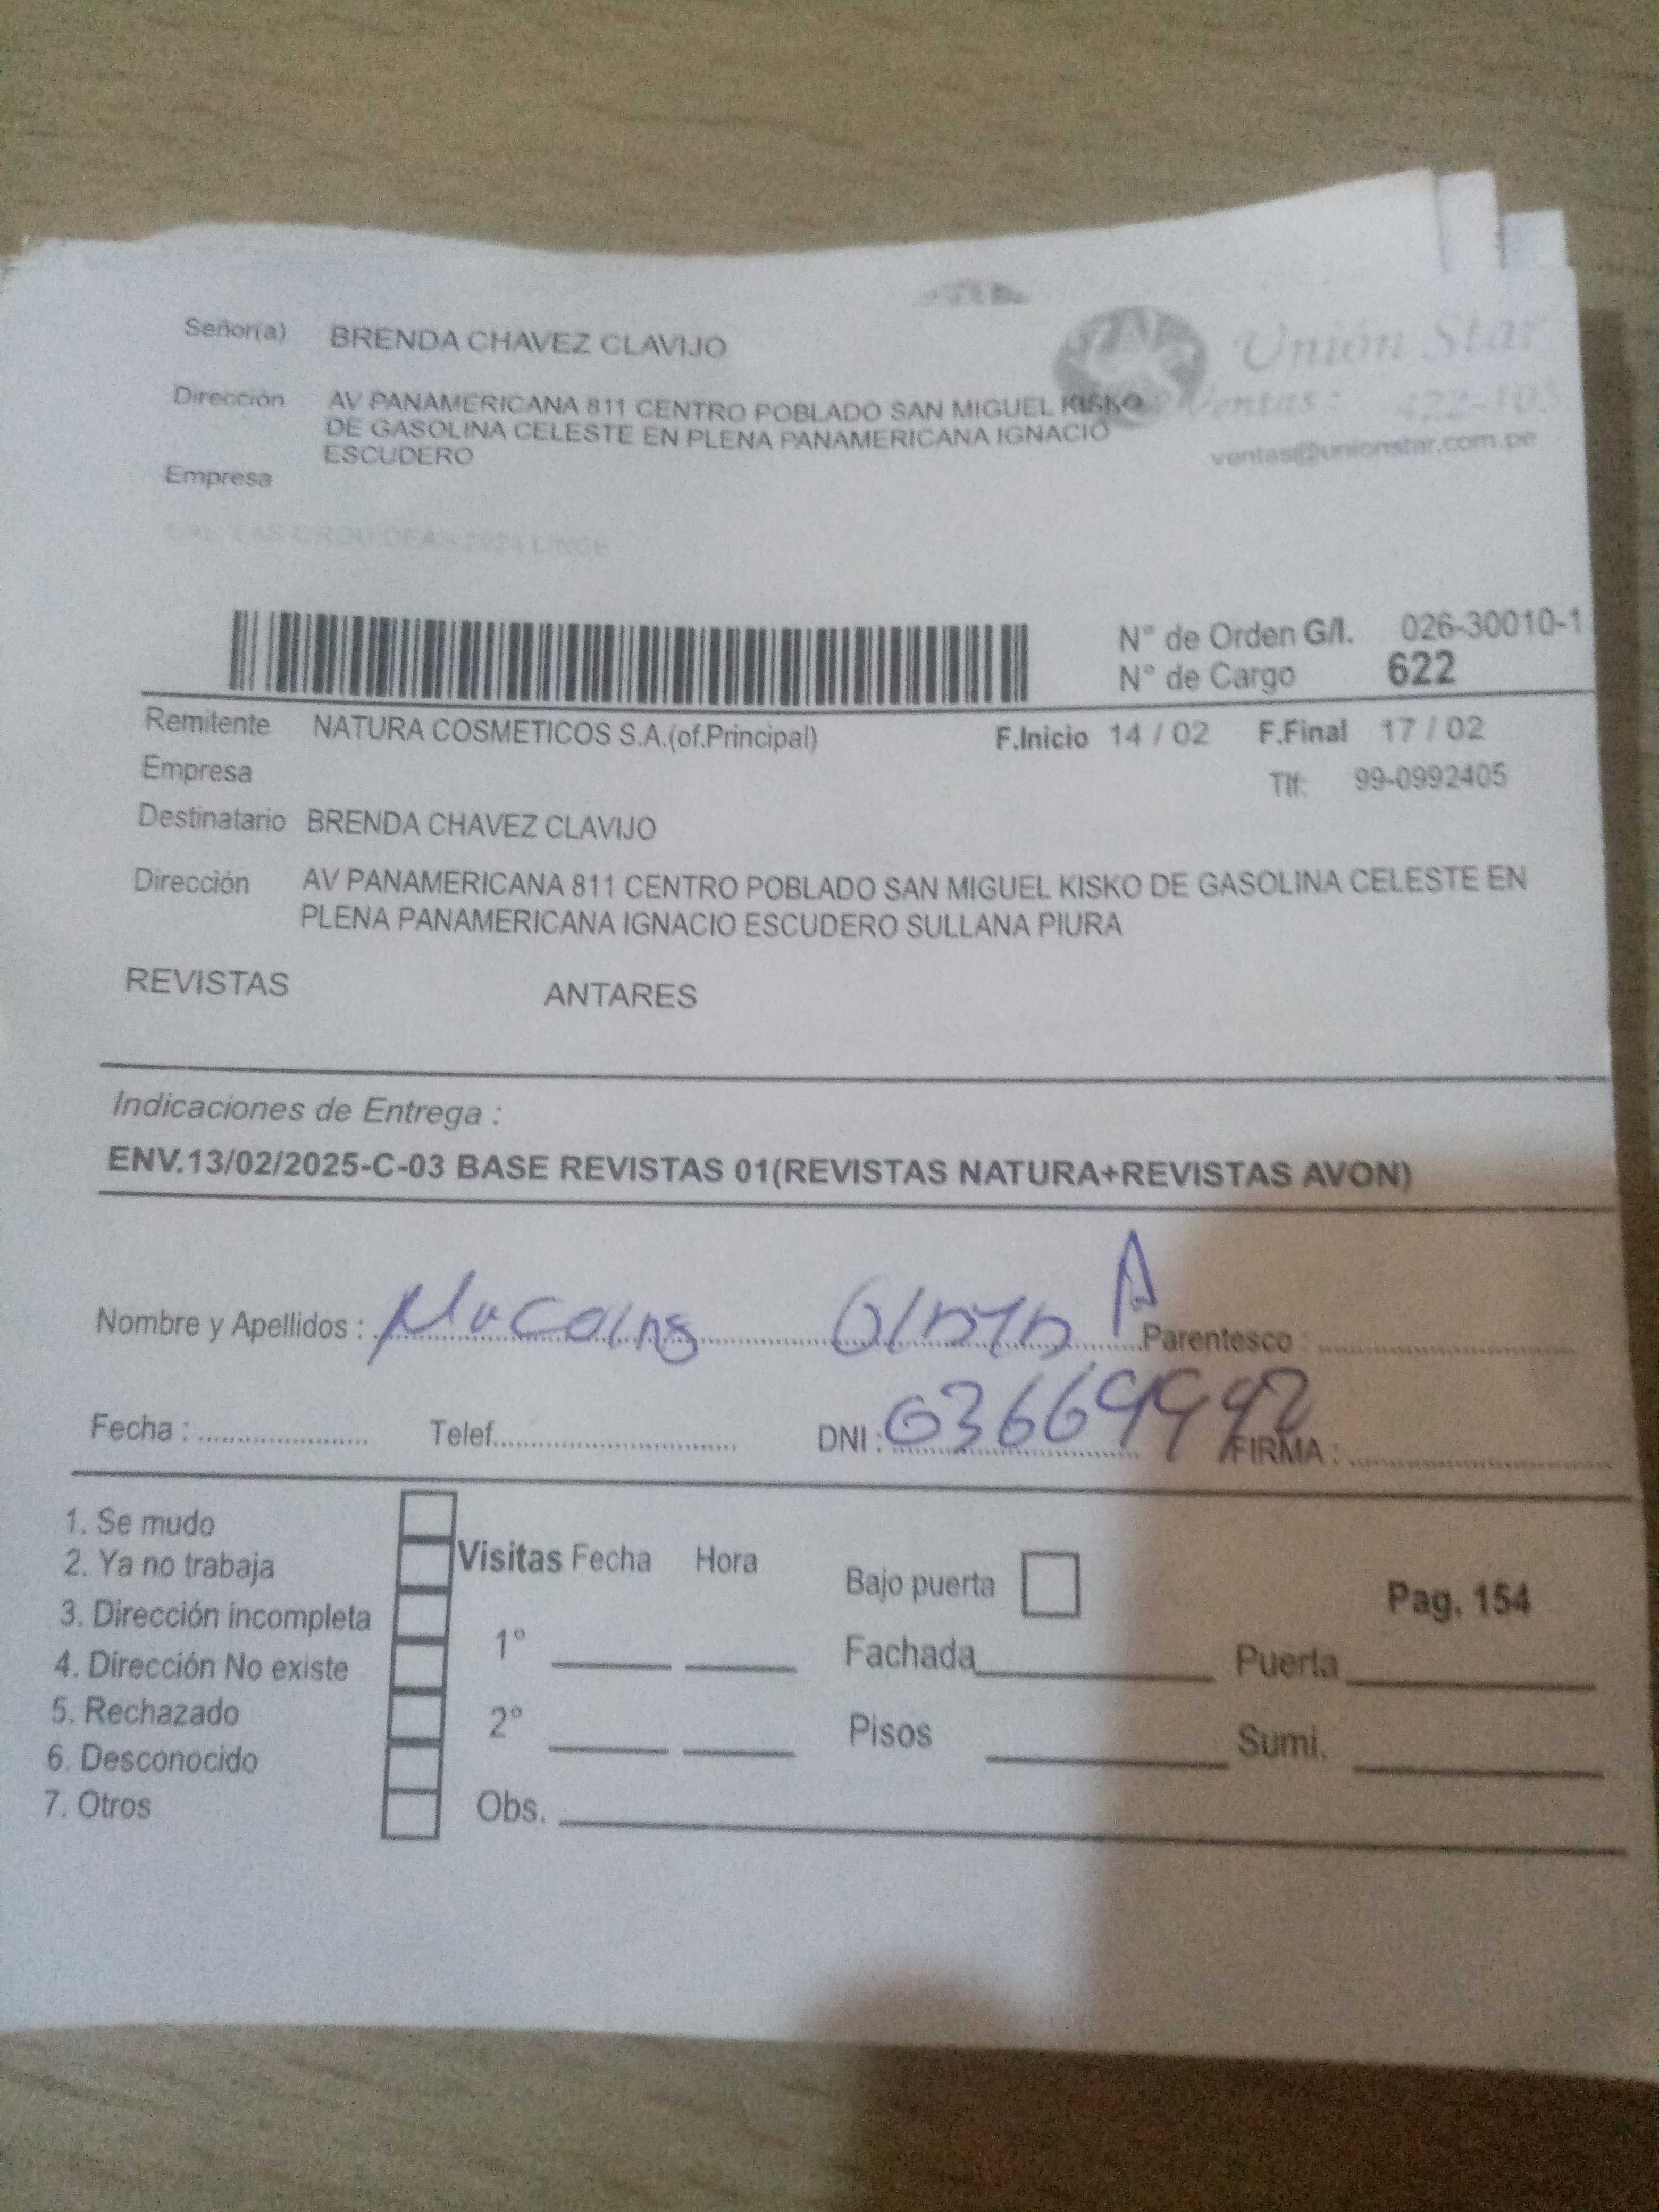 Señor(a) BRENDA CHAVEZ CLAVIJO
Unión Star
Dirección AV PANAMERICANA 811 CENTRO POBLADO SAN MIGUEL KISKO
Ventas: 422-103
DE GASOLINA CELESTE EN PLENA PANAMERICANA IGNACIO
ventas@unionstar.com.pe
ESCUDERO
Empresa
N° de Orden G/I. 026-30010-1
N° de Cargo 622
Remitente NATURA COSMETICOS S.A.(of.Principal) F.Inicio 14 / 02 F.Final 17 / 02
Empresa Tlf: 99-0992405
Destinatario BRENDA CHAVEZ CLAVIJO
Dirección AV PANAMERICANA 811 CENTRO POBLADO SAN MIGUEL KISKO DE GASOLINA CELESTE EN
PLENA PANAMERICANA IGNACIO ESCUDERO SULLANA PIURA
REVISTAS ANTARES
Indicaciones de Entrega :
ENV.13/02/2025-C-03 BASE REVISTAS 01(REVISTAS NATURA+REVISTAS AVON)
Nombre y Apellidos : A Parentesco :
Fecha : Telef. DNI : 03669992 FIRMA :
1. Se mudo
2. Ya no trabaja
3. Dirección incompleta
4. Dirección No existe
5. Rechazado
6. Desconocido
7. Otros
Visitas Fecha Hora
1°
2°
Obs.
Bajo puerta
Pag. 154
Fachada Puerta
Pisos Sumi.